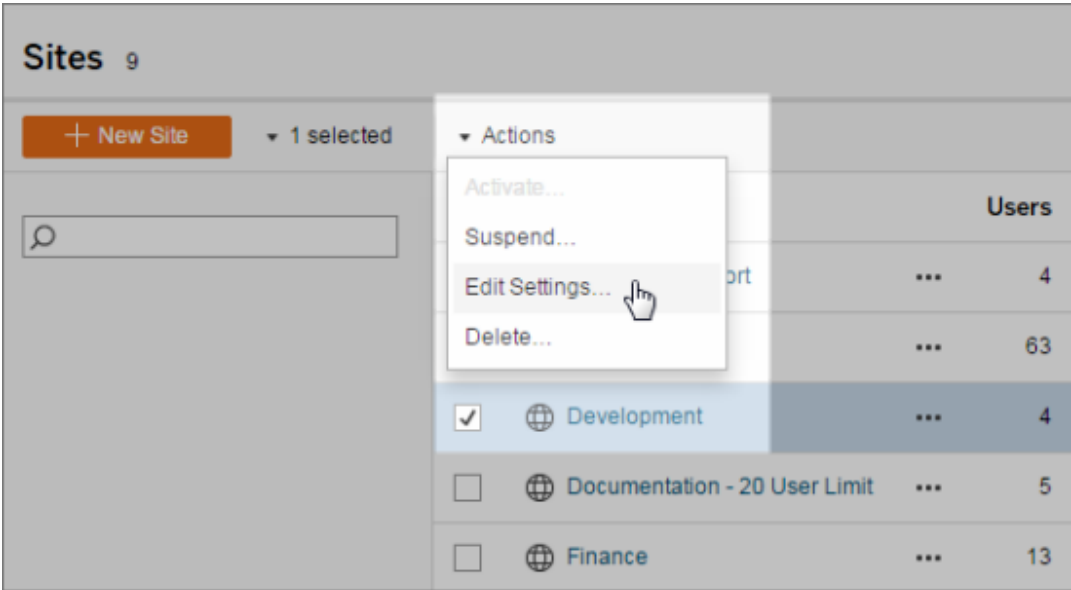 Sites 9
+ New Site
1 selected
Actions
Activate...
Suspend...
Edit Settings...
Delete...
Users
4
63
Development ... 4
Documentation - 20 User Limit ... 5
Finance ... 13